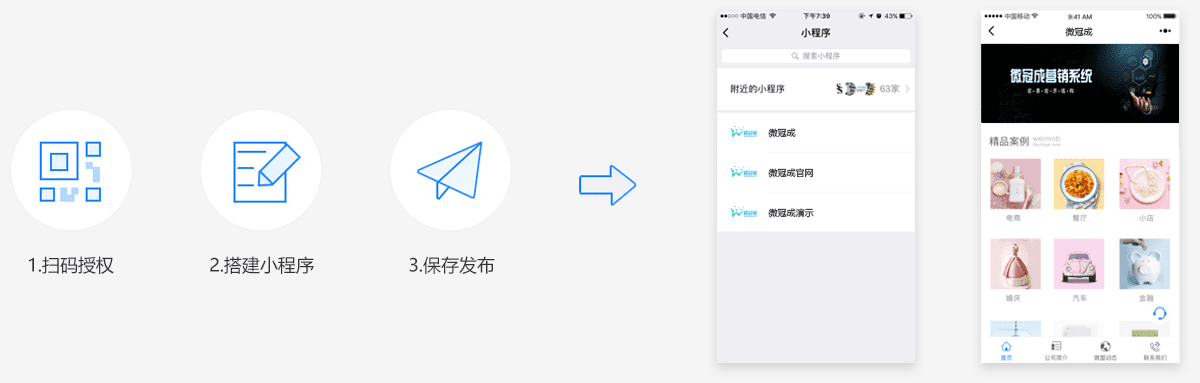 1.扫码授权
2.搭建小程序
3.保存发布
中国电信
下午7:39
43%
小程序
搜索小程序
附近的小程序
63家
微冠成
微冠成官网
微冠成演示
中国移动
9:41 AM
100%
微冠成
微冠成营销系统
精品案例
weimob
电商
餐厅
小店
婚庆
汽车
金融
首页
公司简介
微盟动态
联系我们